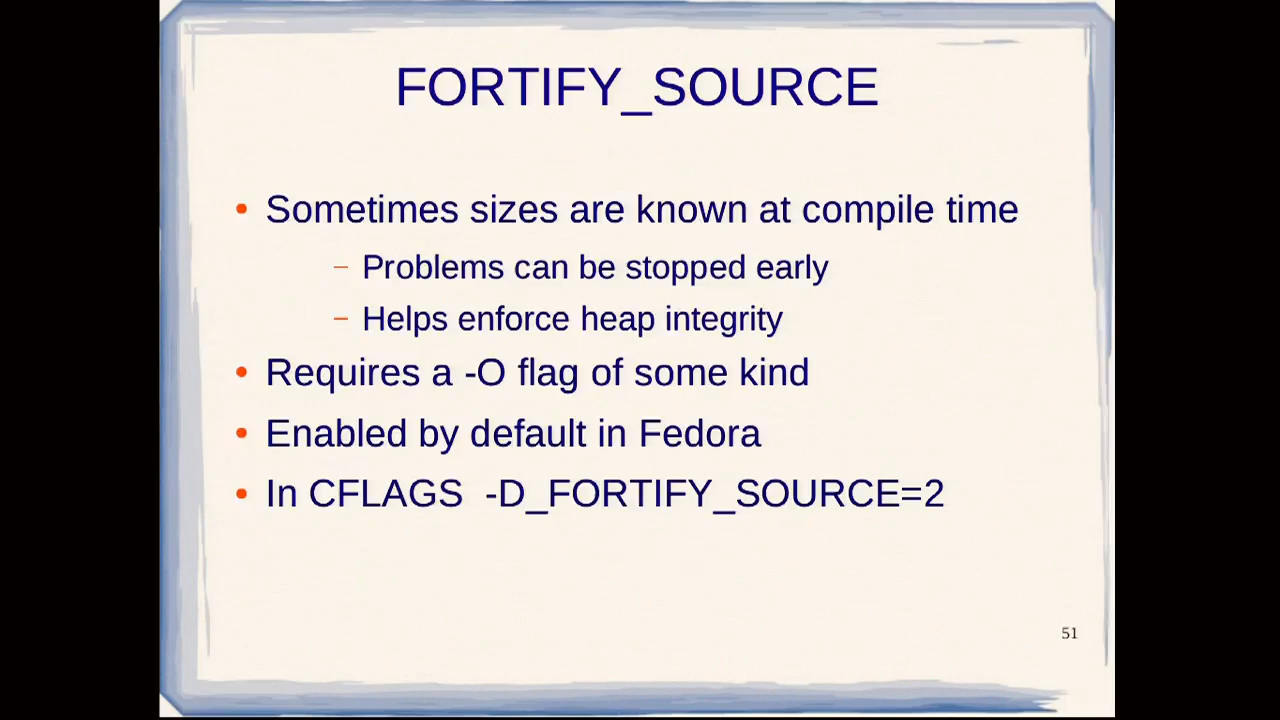 FORTIFY_SOURCE
• Sometimes sizes are known at compile time
– Problems can be stopped early
– Helps enforce heap integrity
• Requires a -O flag of some kind
• Enabled by default in Fedora
• In CFLAGS  -D_FORTIFY_SOURCE=2
51